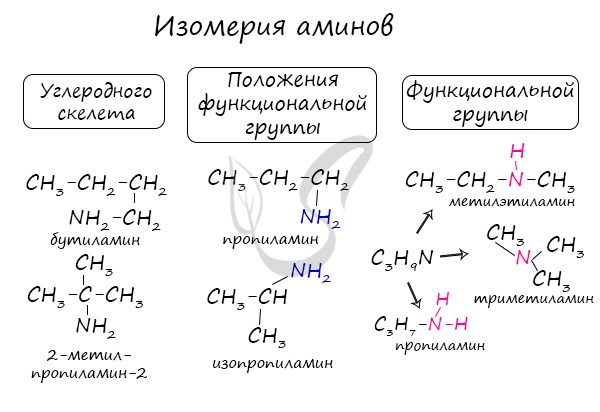 Изомерия аминов
Углеродного
скелета
CH₃-CH₂-CH₂
NH₂-CH₂
бутиламин
CH₃
CH₃-C-CH₃
NH₂
2-метил-
пропиламин-2
Положения
функциональной
группы
CH₃-CH₂-CH₂
NH₂
пропиламин
NH₂
CH₃-CH
CH₃
изопропиламин
Функциональной
группы
H
CH₃-CH₂-N-CH₃
метилэтиламин
C₃H₉N
CH₃
CH₃
N
CH₃
триметиламин
H
C₃H₇-N-H
пропиламин